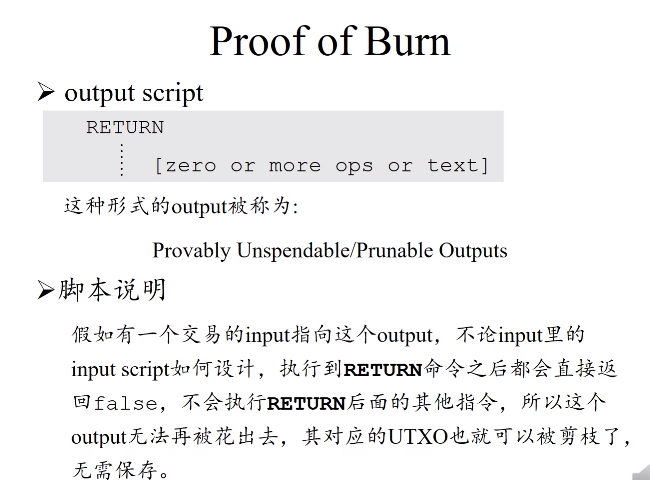 Proof of Burn
➢ output script
RETURN
[zero or more ops or text]
这种形式的output被称为:
Provably Unspendable/Prunable Outputs
➢脚本说明
假如有一个交易的input指向这个output，不论input里的
input script如何设计，执行到RETURN命令之后都会直接返
回false，不会执行RETURN后面的其他指令，所以这个
output无法再被花出去，其对应的UTXO也就可以被剪枝了，
无需保存。